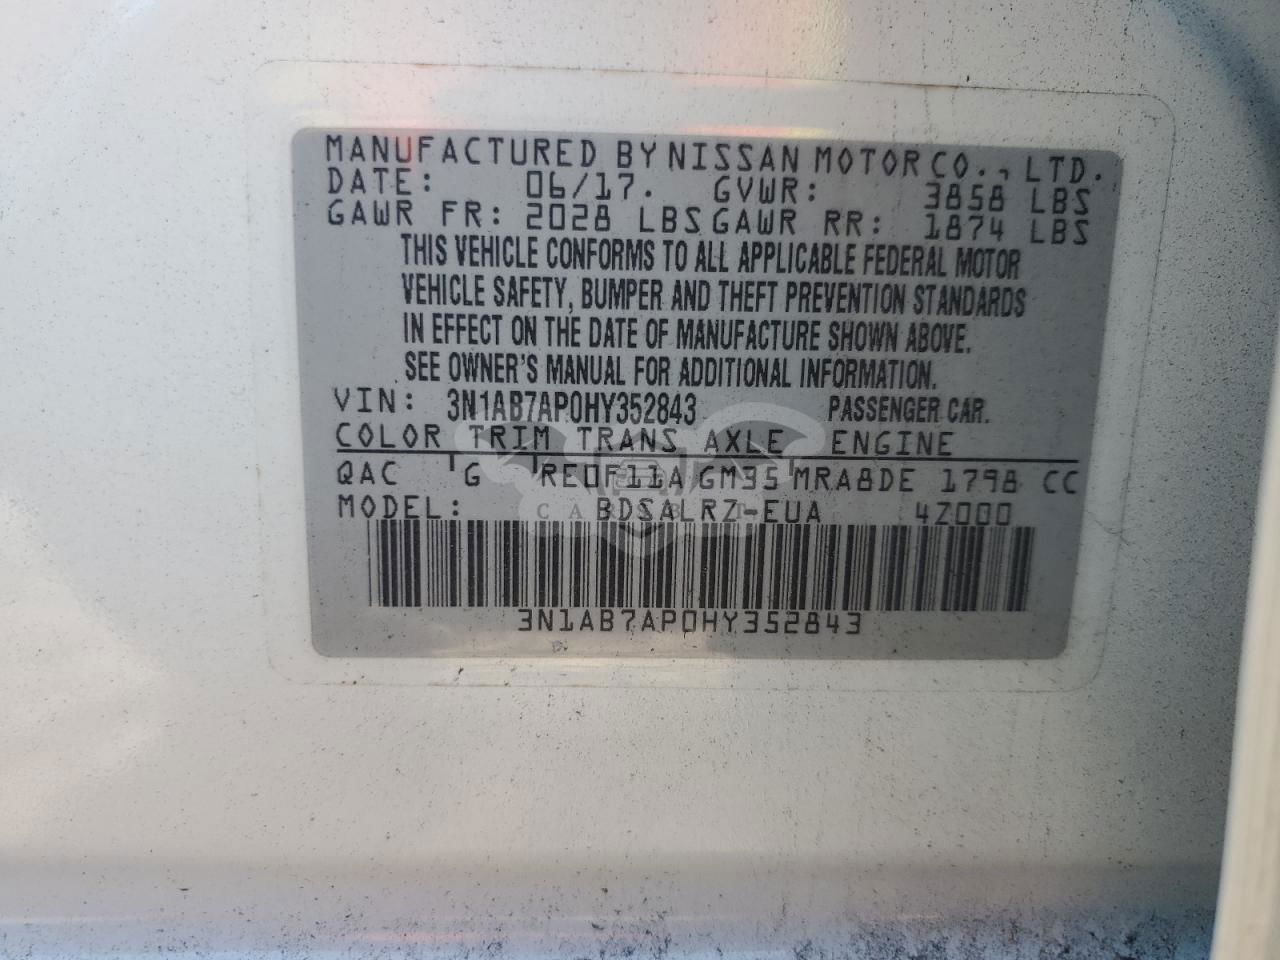 MANUFACTURED BY NISSAN MOTOR CO., LTD.
DATE: 06/17. GVWR: 3858 LBS
GAWR FR: 2028 LBS GAWR RR: 1874 LBS
THIS VEHICLE CONFORMS TO ALL APPLICABLE FEDERAL MOTOR
VEHICLE SAFETY, BUMPER AND THEFT PREVENTION STANDARDS
IN EFFECT ON THE DATE OF MANUFACTURE SHOWN ABOVE.
SEE OWNER'S MANUAL FOR ADDITIONAL INFORMATION.
VIN: 3N1AB7AP0HY352843 PASSENGER CAR.
COLOR TRIM TRANS AXLE ENGINE
QAC G RE0F11A GM35 MRA8DE 1798 CC
MODEL: BDSALRZ-EUA 4Z000
3N1AB7AP0HY352843